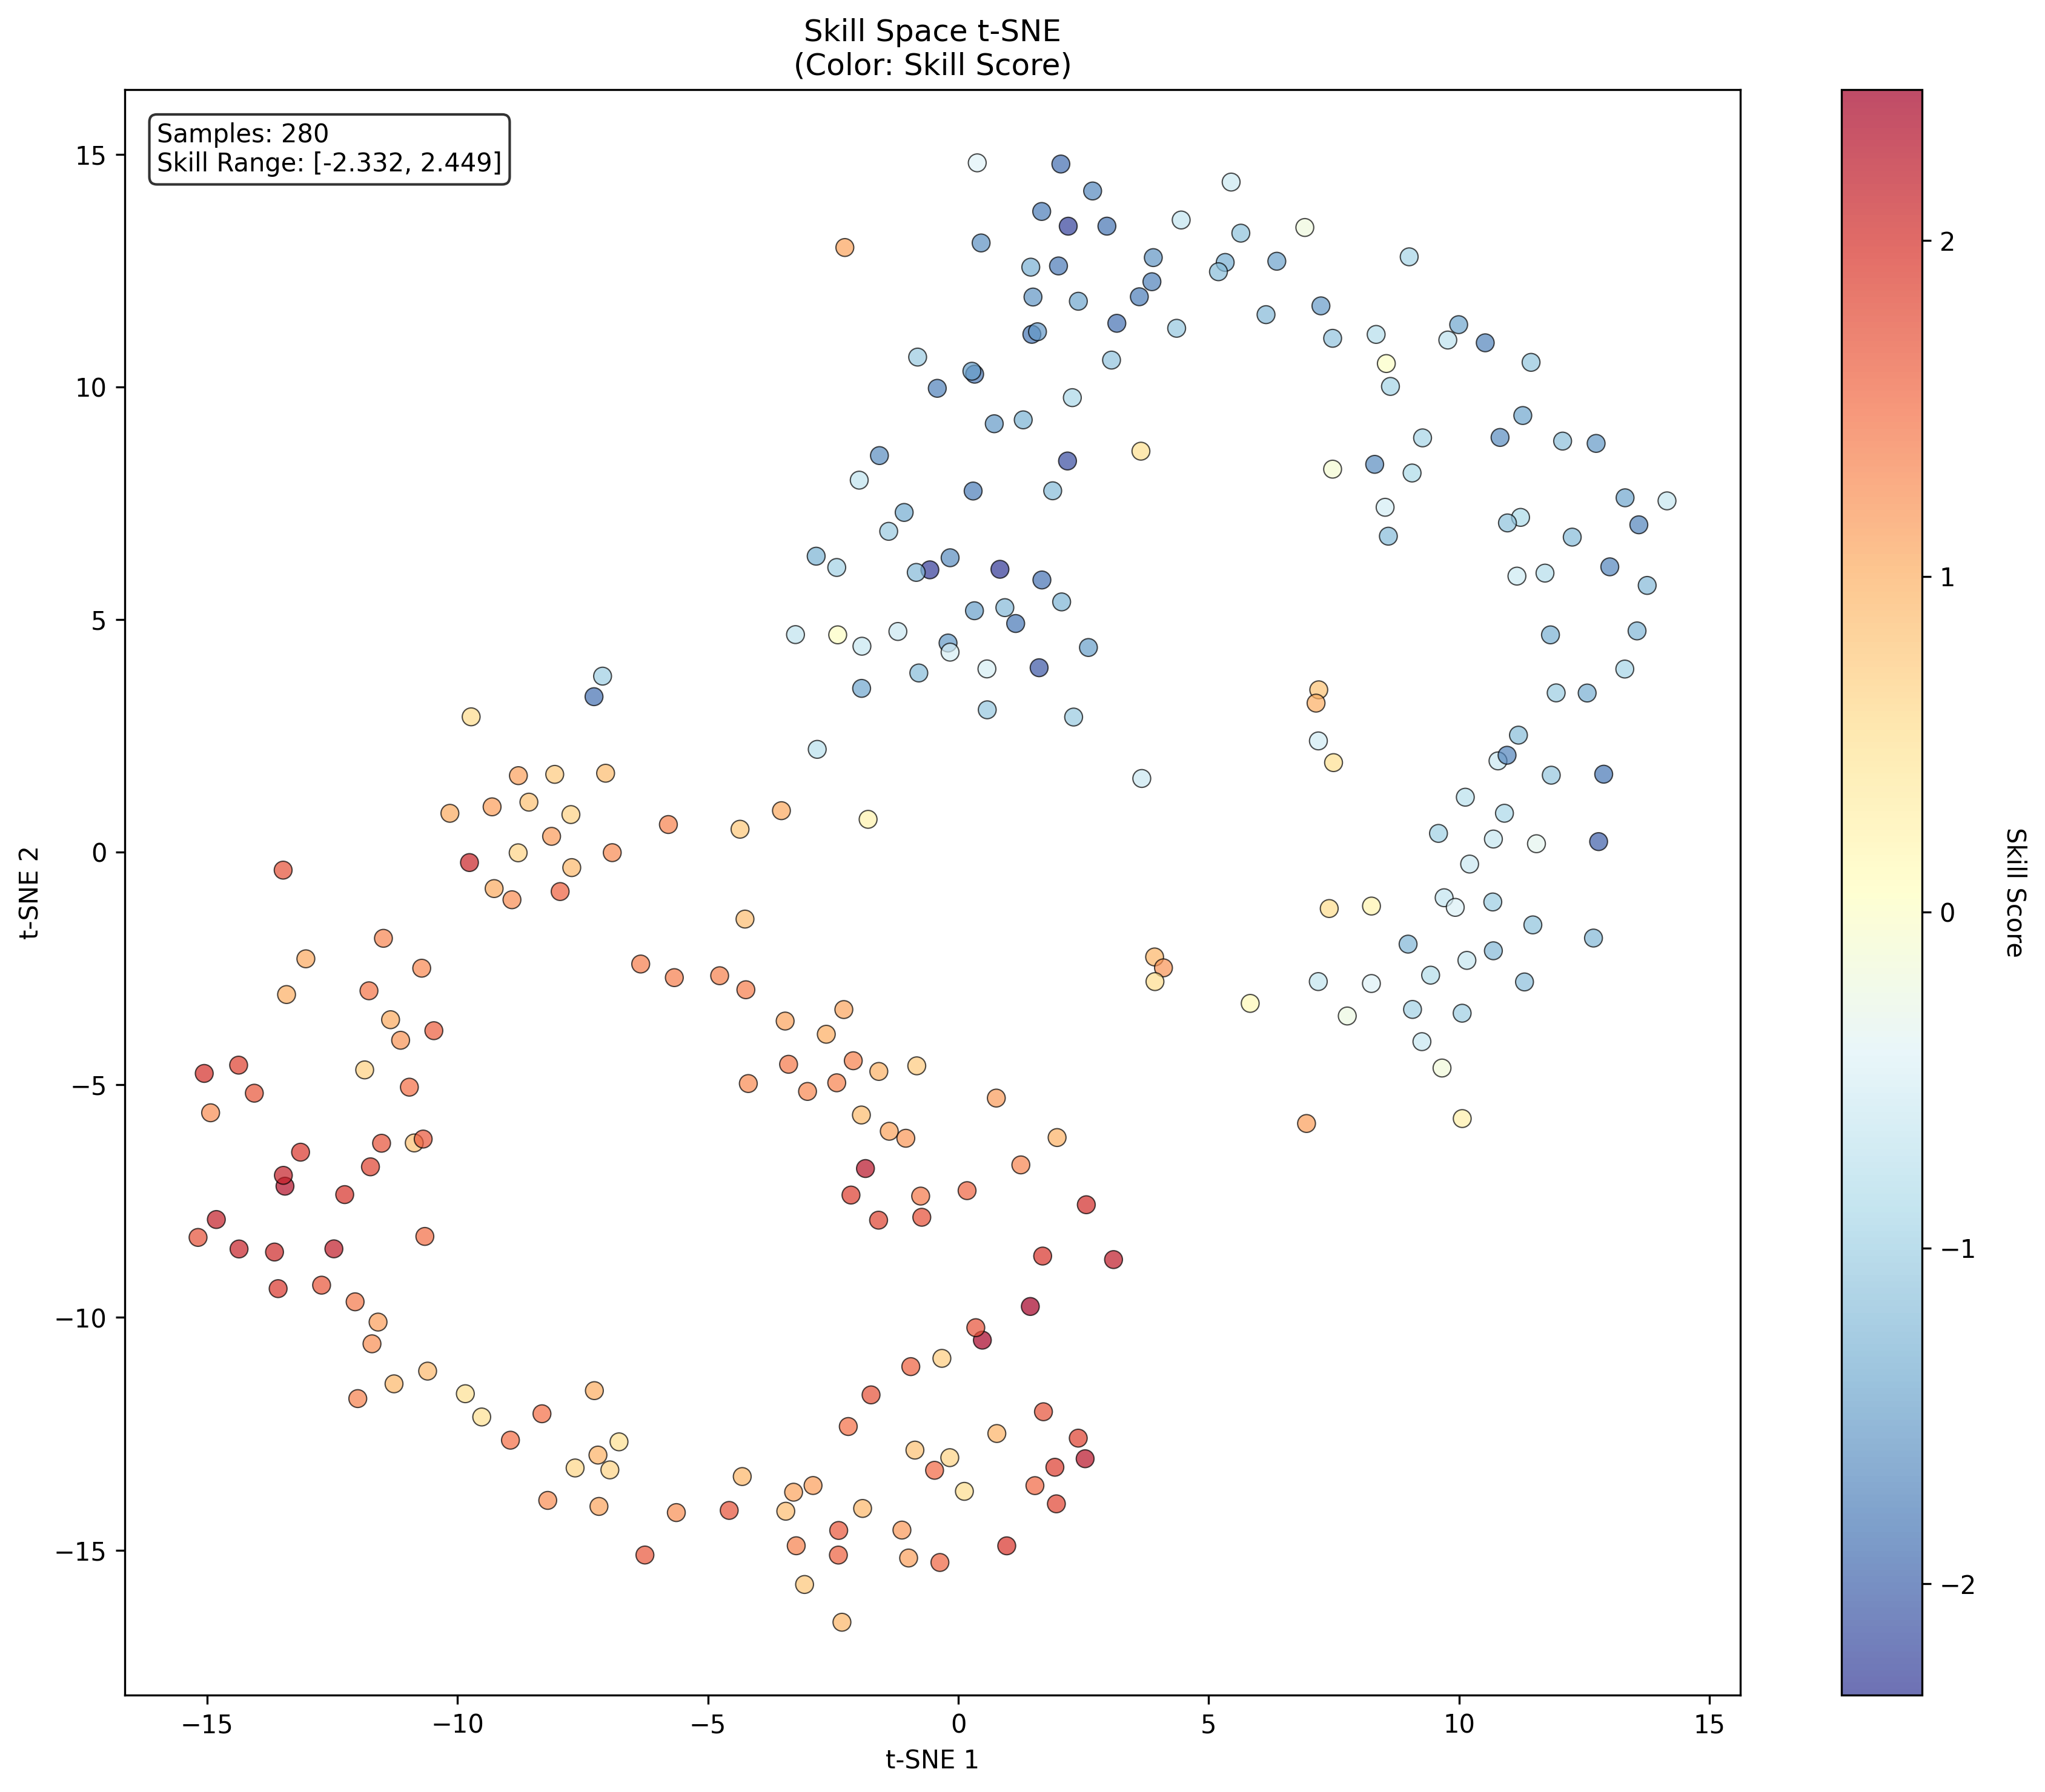 Skill Space t-SNE
(Color: Skill Score)
Samples: 280
Skill Range: [-2.332, 2.449]
15
10
5
0
−5
−10
−15
t-SNE 2
−15
−10
−5
0
5
10
15
t-SNE 1
2
1
0
−1
−2
Skill Score